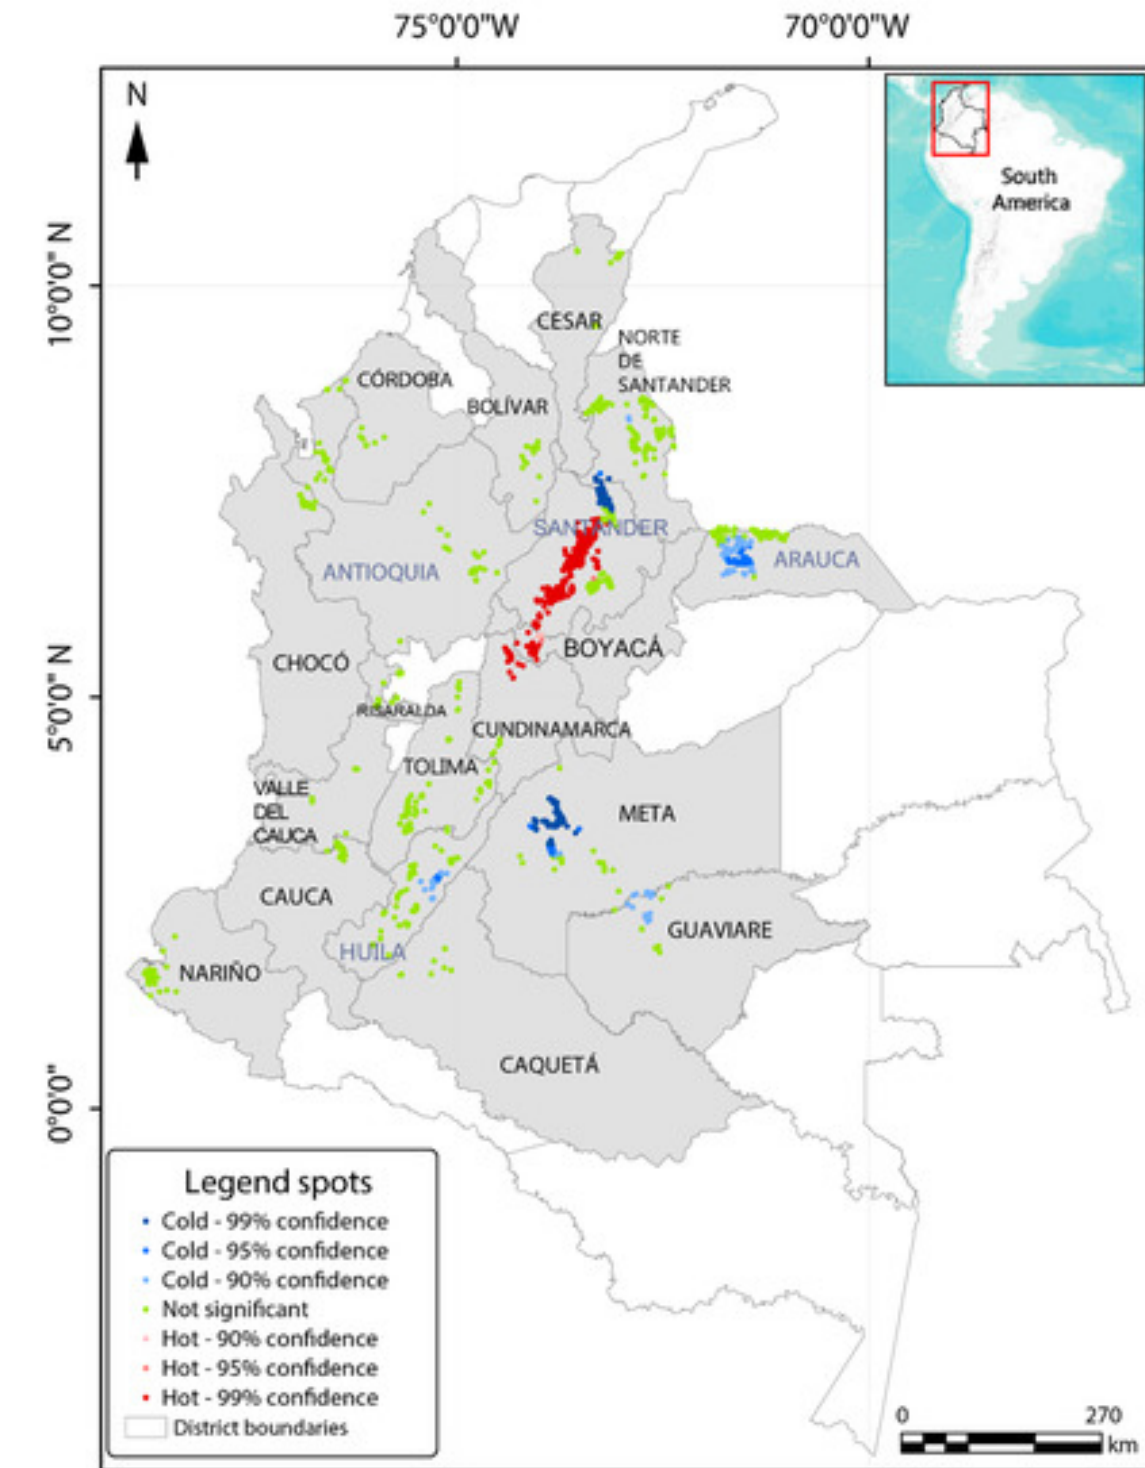 75°0'0"W
70°0'0"W
N
South
America
10°0'0" N
CESAR
NORTE
DE
SANTANDER
CÓRDOBA
BOLÍVAR
SANTANDER
ANTIOQUIA
ARAUCA
BOYACÁ
CHOCÓ
5°0'0" N
RISARALDA
CUNDINAMARCA
TOLIMA
VALLE
DEL
CAUCA
META
CAUCA
GUAVIARE
HUILA
NARIÑO
CAQUETÁ
0°0'0"
Legend spots
Cold - 99% confidence
Cold - 95% confidence
Cold - 90% confidence
Not significant
Hot - 90% confidence
Hot - 95% confidence
Hot - 99% confidence
District boundaries
0 270
km